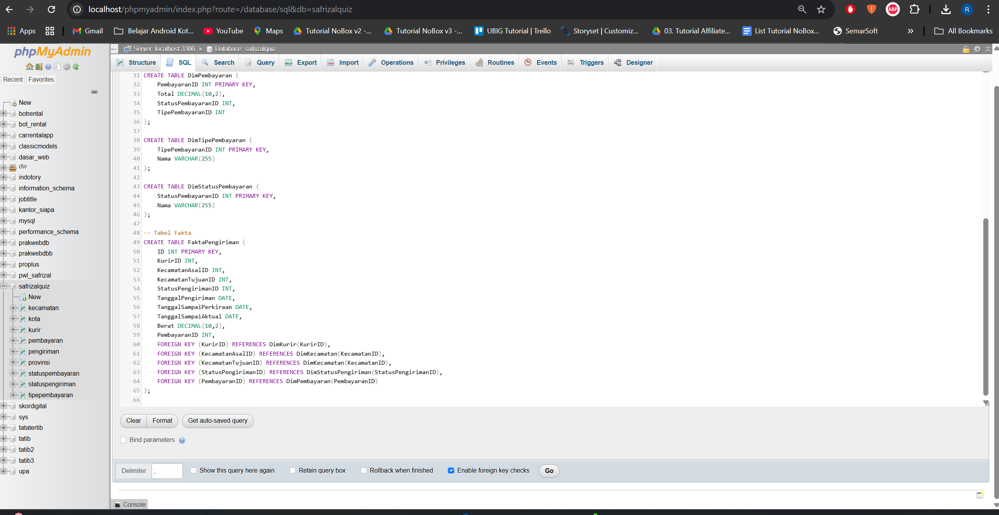 localhost/phpmyadmin/index.php?route=/database/sql&db=safrizalquiz
ABP
R
Apps
Gmail
Belajar Android Kot...
YouTube
Maps
Tutorial NoBox v2 -...
Tutorial NoBox v3 -...
UBIG Tutorial | Trello
Storyset | Customiz...
03. Tutorial Affiliate...
List Tutorial NoBox...
SemarSoft
»
All Bookmarks
phpMyAdmin
Recent
Favorites
New
botrental
bot_rental
carrentalapp
classicmodels
dasar_web
dw
indotory
information_schema
jobtitle
kantor_siapa
mysql
performance_schema
prakwebdb
prakwebdbb
proplus
pwl_safrizal
safrizalquiz
New
kecamatan
kota
kurir
pembayaran
pengiriman
provinsi
statuspembayaran
statuspengiriman
tipepembayaran
skordigital
sys
tatatertib
tatib
tatib2
tatib3
upa
Server: localhost:3306 » Database: safrizalquiz
Structure
SQL
Search
Query
Export
Import
Operations
Privileges
Routines
Events
Triggers
Designer
31 CREATE TABLE DimPembayaran (
32     PembayaranID INT PRIMARY KEY,
33     Total DECIMAL(10,2),
34     StatusPembayaranID INT,
35     TipePembayaranID INT
36 );
37
38 CREATE TABLE DimTipePembayaran (
39     TipePembayaranID INT PRIMARY KEY,
40     Nama VARCHAR(255)
41 );
42
43 CREATE TABLE DimStatusPembayaran (
44     StatusPembayaranID INT PRIMARY KEY,
45     Nama VARCHAR(255)
46 );
47
48 -- Tabel Fakta
49 CREATE TABLE FaktaPengiriman (
50     ID INT PRIMARY KEY,
51     KurirID INT,
52     KecamatanAsalID INT,
53     KecamatanTujuanID INT,
54     StatusPengirimanID INT,
55     TanggalPengiriman DATE,
56     TanggalSampaiPerkiraan DATE,
57     TanggalSampaiAktual DATE,
58     Berat DECIMAL(10,2),
59     PembayaranID INT,
60     FOREIGN KEY (KurirID) REFERENCES DimKurir(KurirID),
61     FOREIGN KEY (KecamatanAsalID) REFERENCES DimKecamatan(KecamatanID),
62     FOREIGN KEY (KecamatanTujuanID) REFERENCES DimKecamatan(KecamatanID),
63     FOREIGN KEY (StatusPengirimanID) REFERENCES DimStatusPengiriman(StatusPengirimanID),
64     FOREIGN KEY (PembayaranID) REFERENCES DimPembayaran(PembayaranID)
65 );
66
Clear
Format
Get auto-saved query
Bind parameters
Delimiter ;
Show this query here again
Retain query box
Rollback when finished
Enable foreign key checks
Go
Console